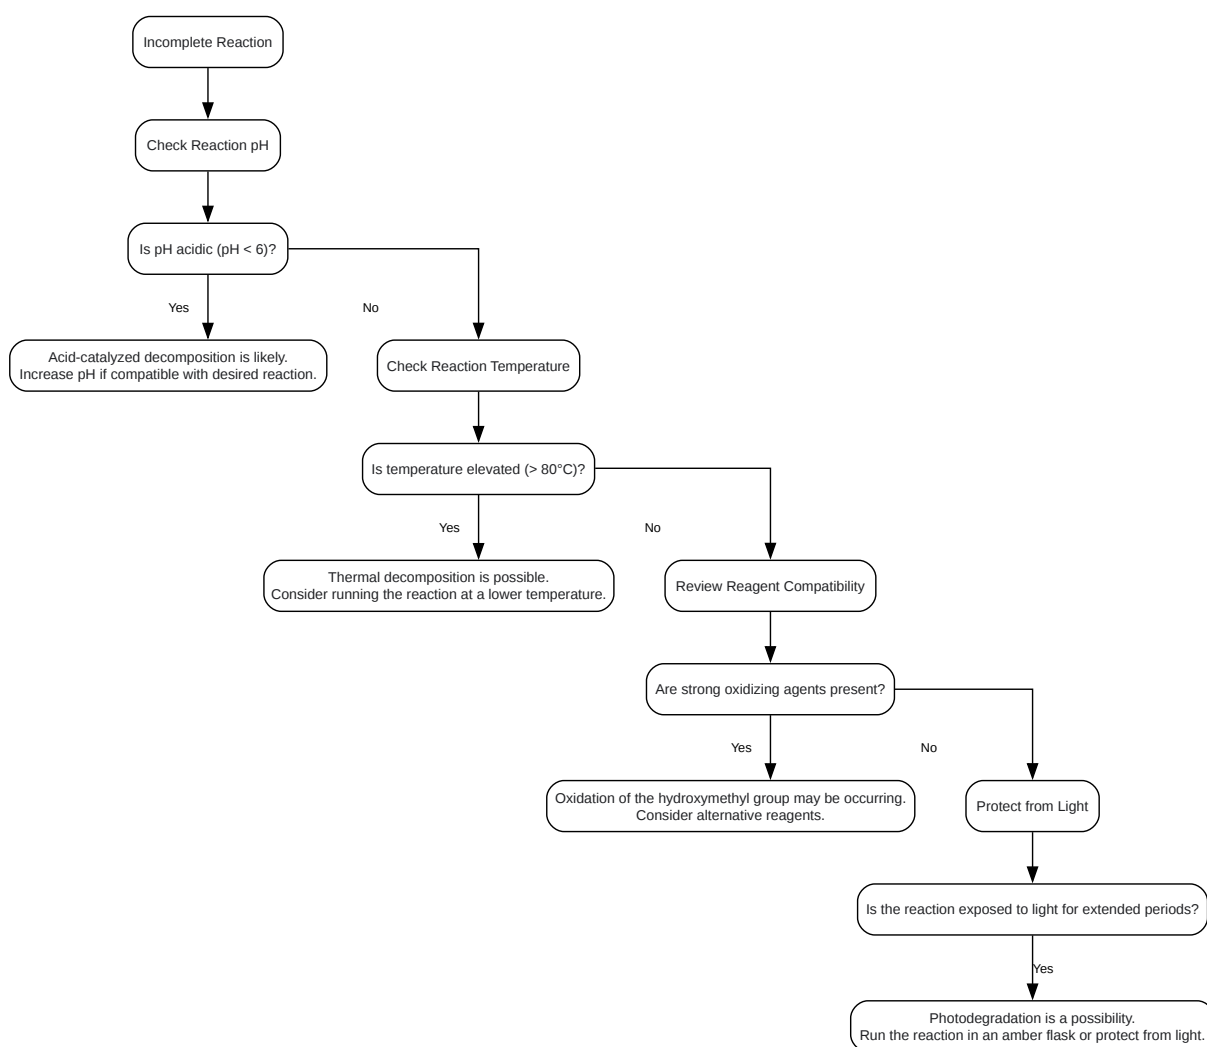 Incomplete Reaction
Check Reaction pH
Is pH acidic (pH < 6)?
Yes
No
Acid-catalyzed decomposition is likely.
Increase pH if compatible with desired reaction.
Check Reaction Temperature
Is temperature elevated (> 80°C)?
Yes
No
Thermal decomposition is possible.
Consider running the reaction at a lower temperature.
Review Reagent Compatibility
Are strong oxidizing agents present?
Yes
No
Oxidation of the hydroxymethyl group may be occurring.
Consider alternative reagents.
Protect from Light
Is the reaction exposed to light for extended periods?
Yes
Photodegradation is a possibility.
Run the reaction in an amber flask or protect from light.